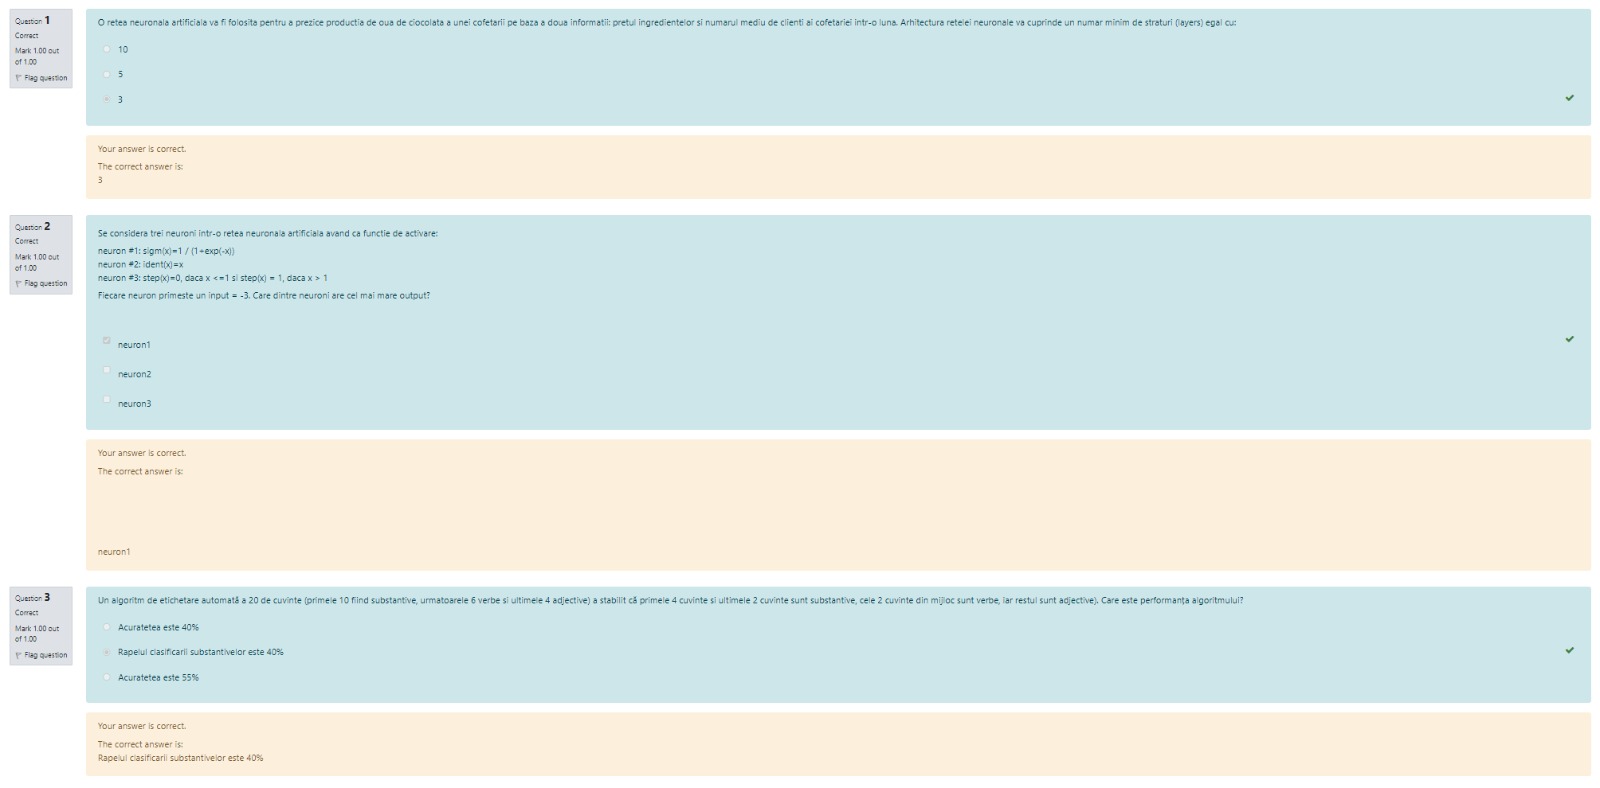 Question 1
Correct
Mark 1.00 out
of 1.00
Flag question
O retea neuronala artificiala va fi folosita pentru a prezice productia de oua de ciocolata a unei cofetarii pe baza a doua informatii: pretul ingredientelor si numarul mediu de clienti al cofetariei intr-o luna. Arhitectura retelei neuronale va cuprinde un numar minim de straturi (layers) egal cu:
10
5
3
Your answer is correct.
The correct answer is:
3
Question 2
Correct
Mark 1.00 out
of 1.00
Flag question
Se considera trei neuroni intr-o retea neuronala artificiala avand ca functie de activare:
neuron #1: sigm(x)=1 / (1+exp(-x))
neuron #2: ident(x)=x
neuron #3: step(x)=0, daca x <=1 si step(x) = 1, daca x > 1
Fiecare neuron primeste un input = -3. Care dintre neuroni are cel mai mare output?
neuron1
neuron2
neuron3
Your answer is correct.
The correct answer is:
neuron1
Question 3
Correct
Mark 1.00 out
of 1.00
Flag question
Un algoritm de etichetare automată a 20 de cuvinte (primele 10 fiind substantive, urmatoarele 6 verbe si ultimele 4 adjective) a stabilit că primele 4 cuvinte si ultimele 2 cuvinte sunt substantive, cele 2 cuvinte din mijloc sunt verbe, iar restul sunt adjective). Care este performanța algoritmului?
Acuratetea este 40%
Rapelul clasificarii substantivelor este 40%
Acuratetea este 55%
Your answer is correct.
The correct answer is:
Rapelul clasificarii substantivelor este 40%